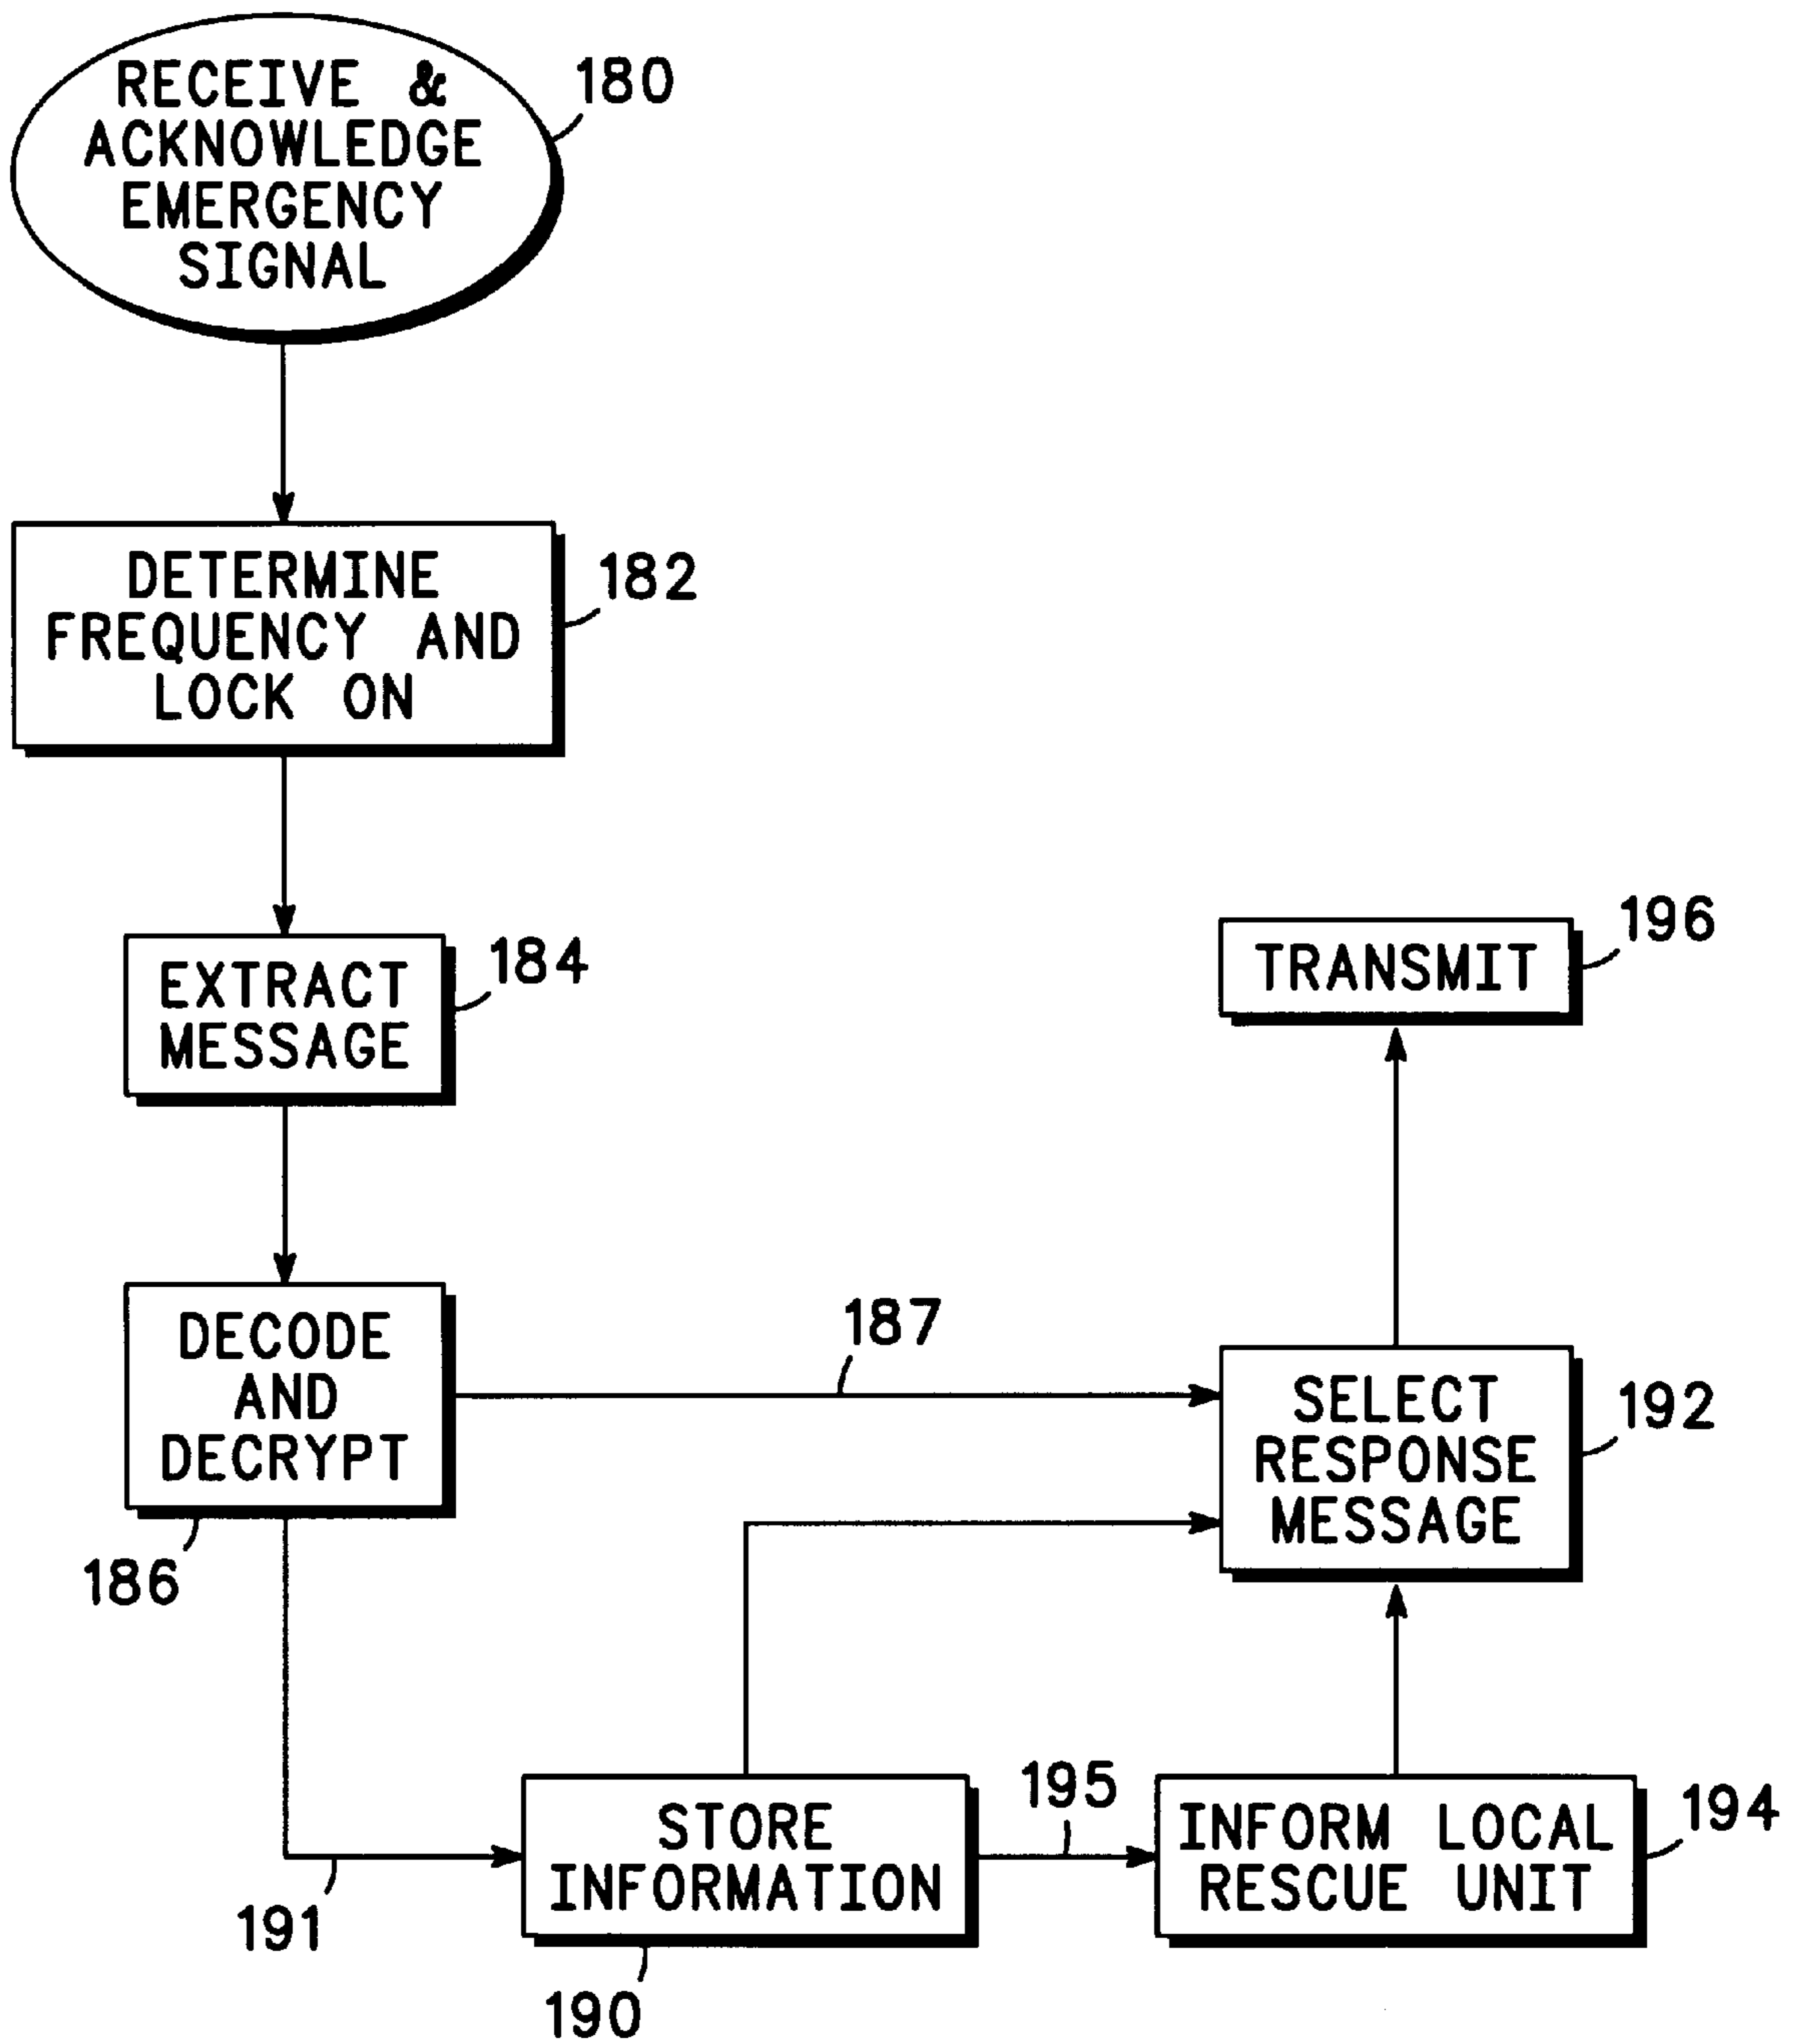 RECEIVE &
ACKNOWLEDGE
EMERGENCY
SIGNAL
180
DETERMINE
FREQUENCY AND
LOCK ON
182
EXTRACT
MESSAGE
184
TRANSMIT
196
DECODE
AND
DECRYPT
186
187
SELECT
RESPONSE
MESSAGE
192
191
STORE
INFORMATION
190
195
INFORM LOCAL
RESCUE UNIT
194